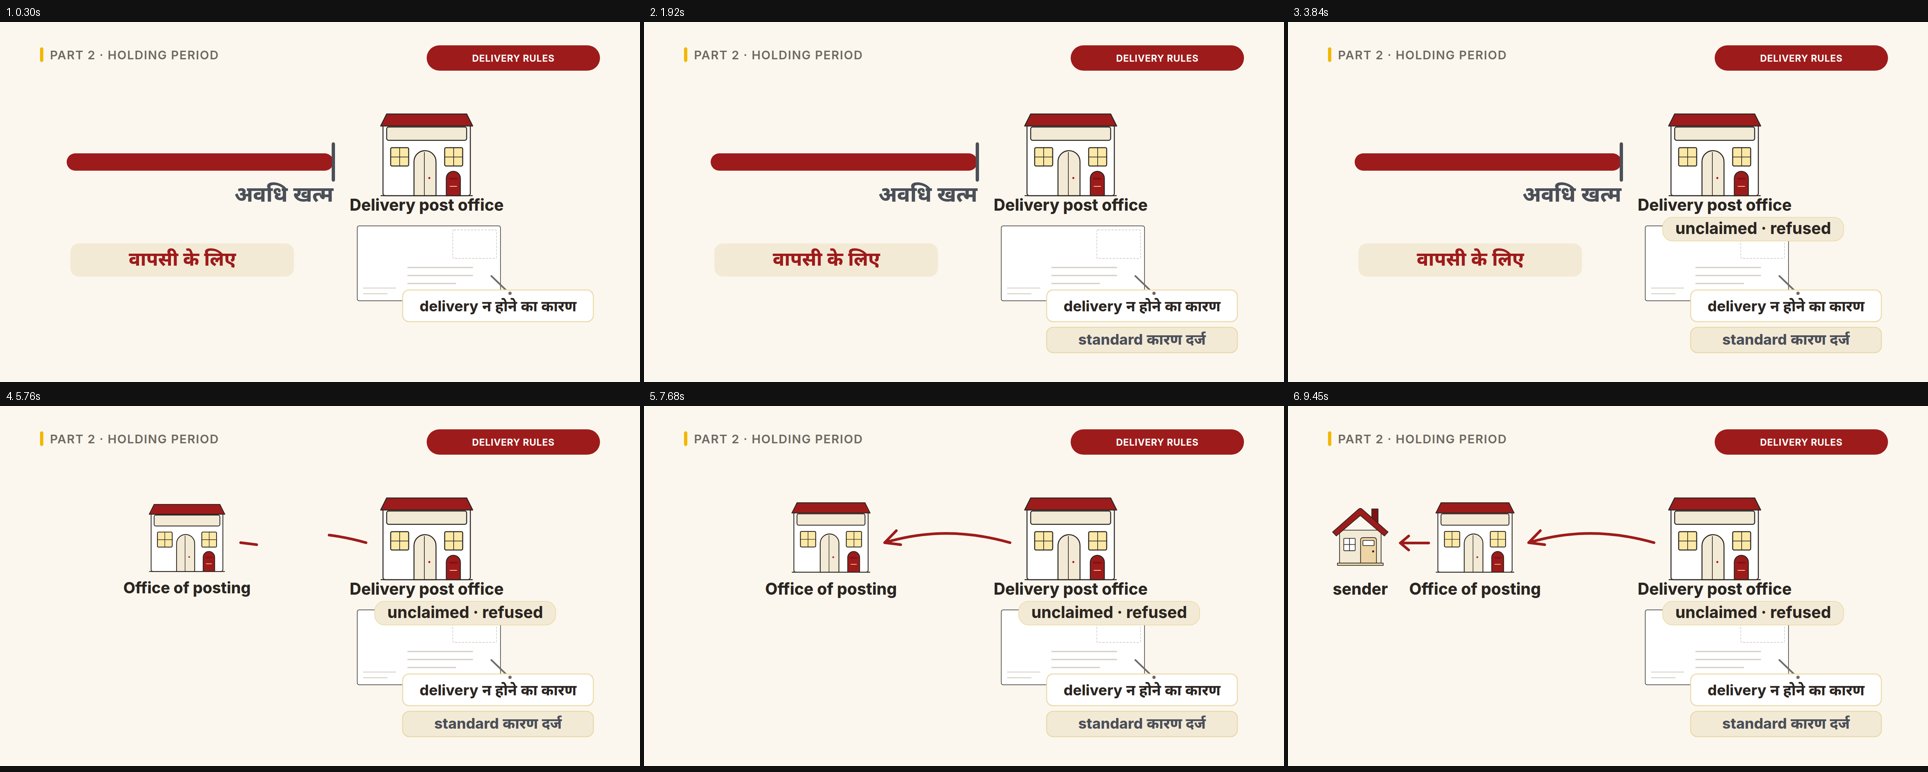 1. 0.30s
PART 2 · HOLDING PERIOD
DELIVERY RULES
अवधि खत्म
Delivery post office
वापसी के लिए
delivery न होने का कारण
2. 1.92s
PART 2 · HOLDING PERIOD
DELIVERY RULES
अवधि खत्म
Delivery post office
वापसी के लिए
delivery न होने का कारण
standard कारण दर्ज
3. 3.84s
PART 2 · HOLDING PERIOD
DELIVERY RULES
अवधि खत्म
Delivery post office
unclaimed · refused
वापसी के लिए
delivery न होने का कारण
standard कारण दर्ज
4. 5.76s
PART 2 · HOLDING PERIOD
DELIVERY RULES
Office of posting
Delivery post office
unclaimed · refused
delivery न होने का कारण
standard कारण दर्ज
5. 7.68s
PART 2 · HOLDING PERIOD
DELIVERY RULES
Office of posting
Delivery post office
unclaimed · refused
delivery न होने का कारण
standard कारण दर्ज
6. 9.45s
PART 2 · HOLDING PERIOD
DELIVERY RULES
sender
Office of posting
Delivery post office
unclaimed · refused
delivery न होने का कारण
standard कारण दर्ज